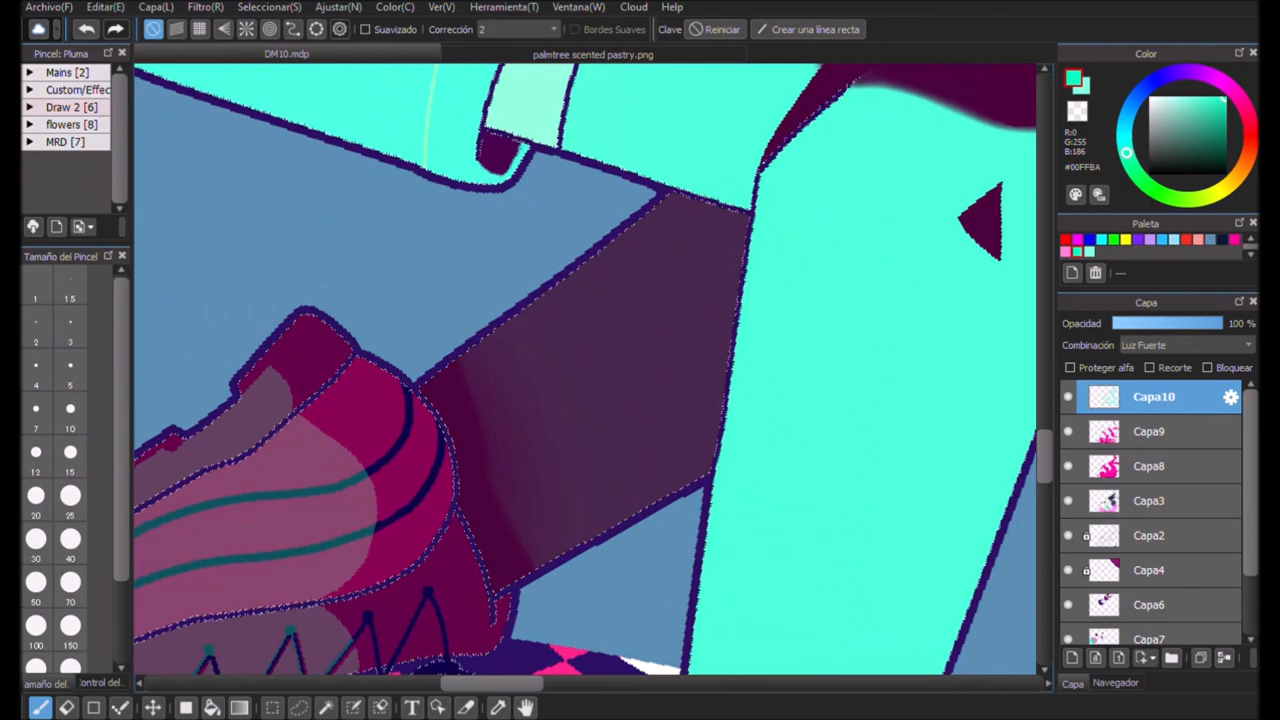 Archivo(F) Editar(E) Capa(L) Filtro(R) Seleccionar(S) Ajustar(N) Color(C) Ver(V) Herramienta(T) Ventana(W) Cloud Help
Suavizado Corrección 2 Bordes Suaves Clave Reiniciar Crear una línea recta
Pincel: Pluma
DM10.mdp
palmtree scented pastry.png
Color
Mains [2]
Custom/Effec
Draw 2 [6]
flowers [8]
MRD [7]
R:0
G:255
B:186
#00FFBA
Tamaño del Pincel
1 1.5
2 3
4 5
7 10
12 15
20 25
30 40
50 70
100 150
amaño del.
Control del..
Paleta
---
Capa
Opacidad 100 %
Combinación Luz Fuerte
Proteger alfa Recorte Bloquear
Capa10
Capa9
Capa8
Capa3
Capa2
Capa4
Capa6
Capa7
Capa Navegador